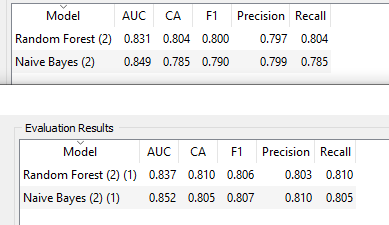 Model AUC CA F1 Precision Recall
Random Forest (2) 0.831 0.804 0.800 0.797 0.804
Naive Bayes (2) 0.849 0.785 0.790 0.799 0.785
Evaluation Results
Model AUC CA F1 Precision Recall
Random Forest (2) (1) 0.837 0.810 0.806 0.803 0.810
Naive Bayes (2) (1) 0.852 0.805 0.807 0.810 0.805